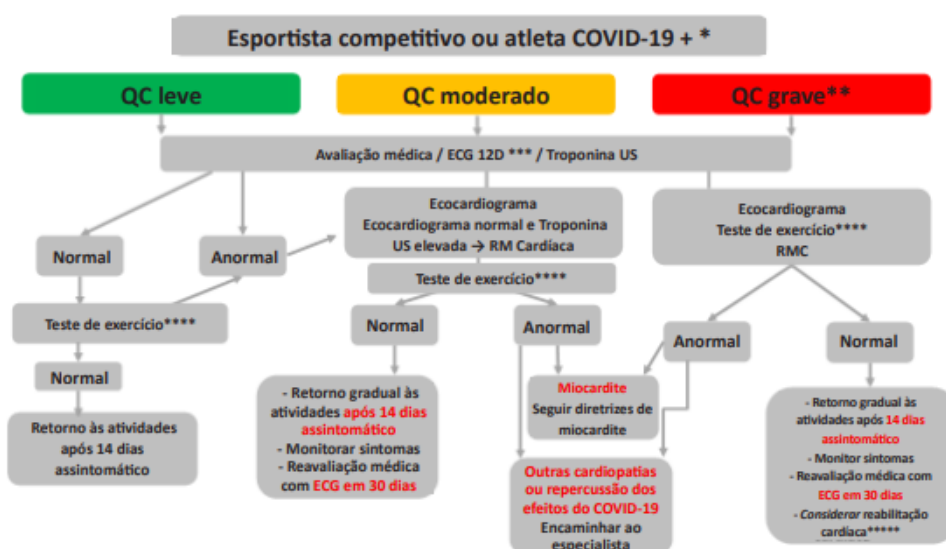 Esportista competitivo ou atleta COVID-19 + *
QC leve
QC moderado
QC grave**
Avaliação médica / ECG 12D *** / Troponina US
Normal
Anormal
Ecocardiograma
Ecocardiograma normal e Troponina
US elevada → RM Cardíaca
Ecocardiograma
Teste de exercício****
RMC
Teste de exercício****
Teste de exercício****
Normal
Normal
Anormal
Anormal
Normal
Retorno às atividades
após 14 dias
assintomático
- Retorno gradual às
atividades após 14 dias
assintomático
- Monitorar sintomas
- Reavaliação médica
com ECG em 30 dias
Miocardite
Seguir diretrizes de
miocardite
Outras cardiopatias
ou repercussão dos
efeitos do COVID-19
Encaminhar ao
especialista
- Retorno gradual às
atividades após 14 dias
assintomático
- Monitor sintomas
- Reavaliação médica com
ECG em 30 dias
- Considerar reabilitação
cardíaca*****